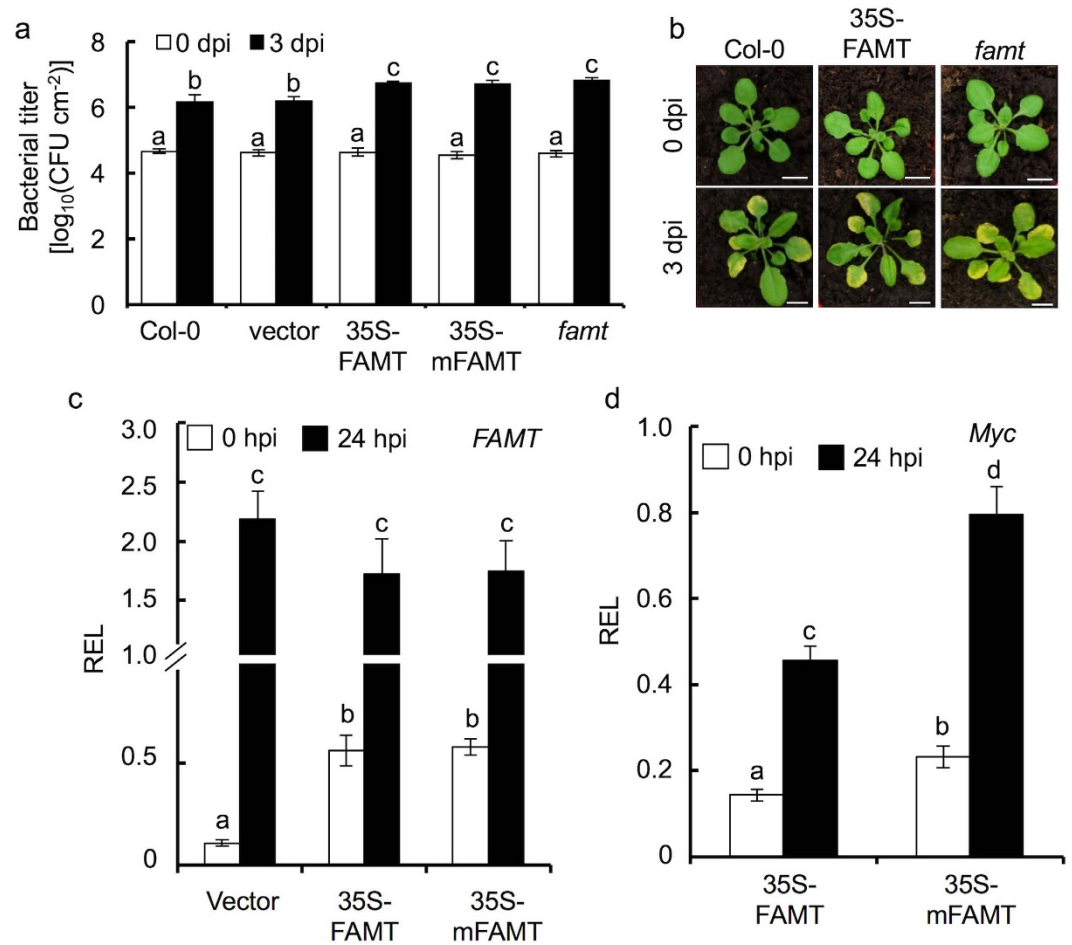 a
8
6
4
2
0
Bacterial titer
[log₁₀(CFU cm⁻²)]
0 dpi 3 dpi
a b a b a c a c a c
Col-0 vector 35S-FAMT 35S-mFAMT famt
b
Col-0 35S-FAMT famt
0 dpi
3 dpi
c
3.0
2.5
2.0
1.5
1.0
0.5
0
REL
0 hpi 24 hpi FAMT
a c b c b c
Vector 35S-FAMT 35S-mFAMT
d
1.0
0.8
0.6
0.4
0.2
0
REL
0 hpi 24 hpi Myc
a c b d
35S-FAMT 35S-mFAMT